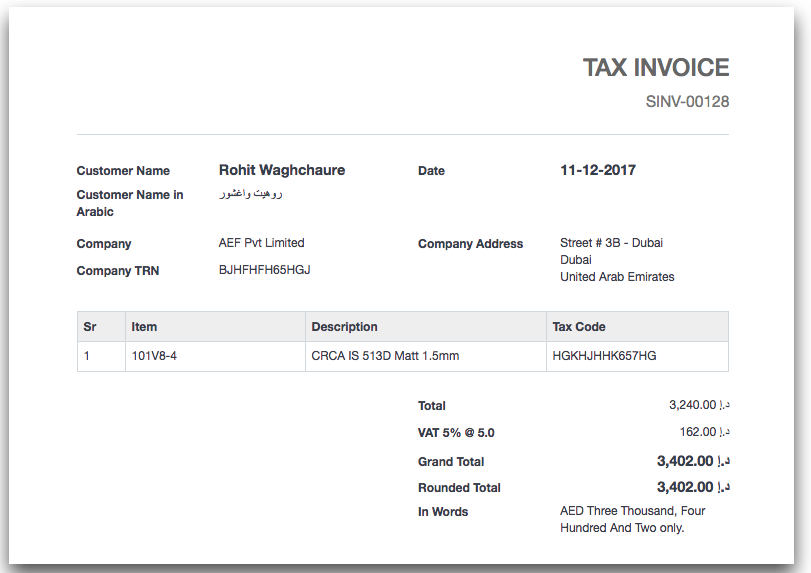 TAX INVOICE
SINV-00128
Customer Name Rohit Waghchaure Date 11-12-2017
Customer Name in Arabic روهيت واغشور
Company AEF Pvt Limited Company Address Street # 3B - Dubai
Dubai
United Arab Emirates
Company TRN BJHFHFH65HGJ
Sr Item Description Tax Code
1 101V8-4 CRCA IS 513D Matt 1.5mm HGKHJHHK657HG
Total 3,240.00 د.إ
VAT 5% @ 5.0 162.00 د.إ
Grand Total 3,402.00 د.إ
Rounded Total 3,402.00 د.إ
In Words AED Three Thousand, Four
Hundred And Two only.